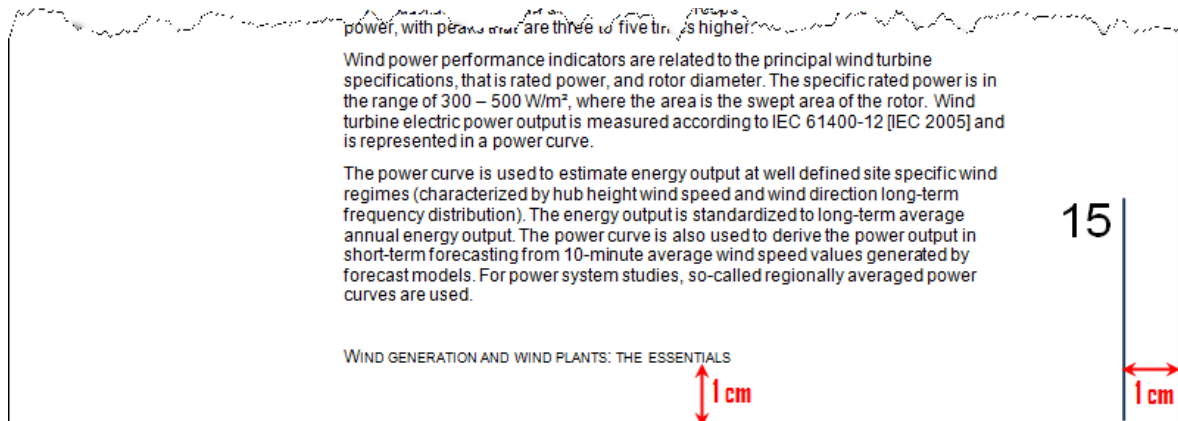 power, with peaks that are three to five times higher.
Wind power performance indicators are related to the principal wind turbine
specifications, that is rated power, and rotor diameter. The specific rated power is in
the range of 300 – 500 W/m², where the area is the swept area of the rotor. Wind
turbine electric power output is measured according to IEC 61400-12 [IEC 2005] and
is represented in a power curve.
The power curve is used to estimate energy output at well defined site specific wind
regimes (characterized by hub height wind speed and wind direction long-term
frequency distribution). The energy output is standardized to long-term average
annual energy output. The power curve is also used to derive the power output in
short-term forecasting from 10-minute average wind speed values generated by
forecast models. For power system studies, so-called regionally averaged power
curves are used.
15
WIND GENERATION AND WIND PLANTS: THE ESSENTIALS
1 cm
1 cm